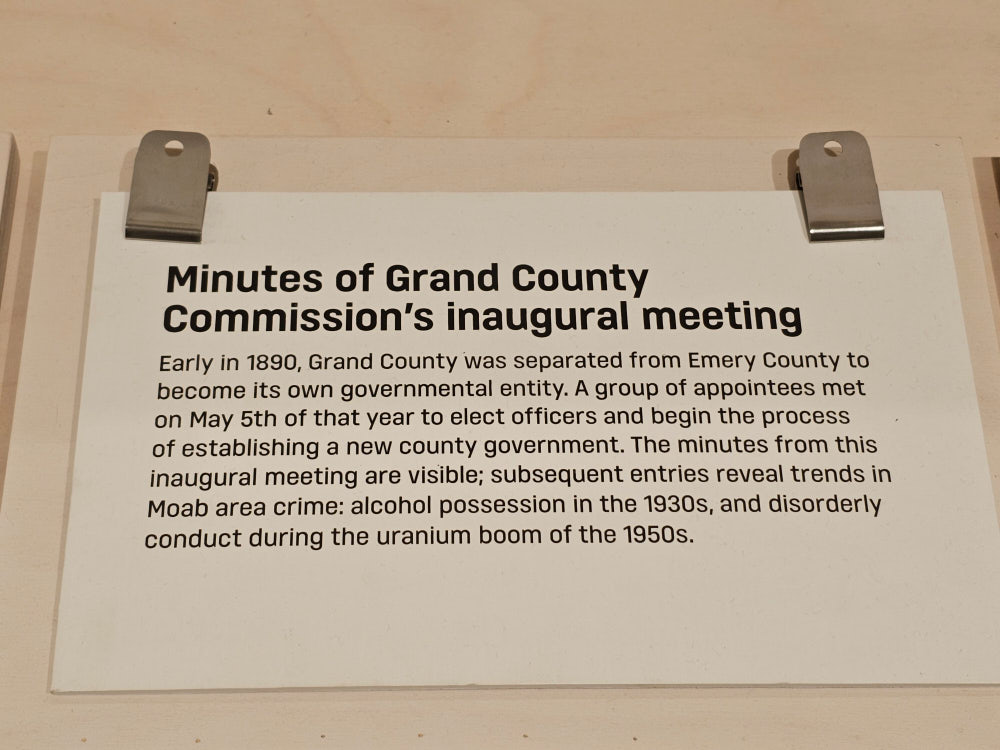 Minutes of Grand County
Commission's inaugural meeting
Early in 1890, Grand County was separated from Emery County to
become its own governmental entity. A group of appointees met
on May 5th of that year to elect officers and begin the process
of establishing a new county government. The minutes from this
inaugural meeting are visible; subsequent entries reveal trends in
Moab area crime: alcohol possession in the 1930s, and disorderly
conduct during the uranium boom of the 1950s.